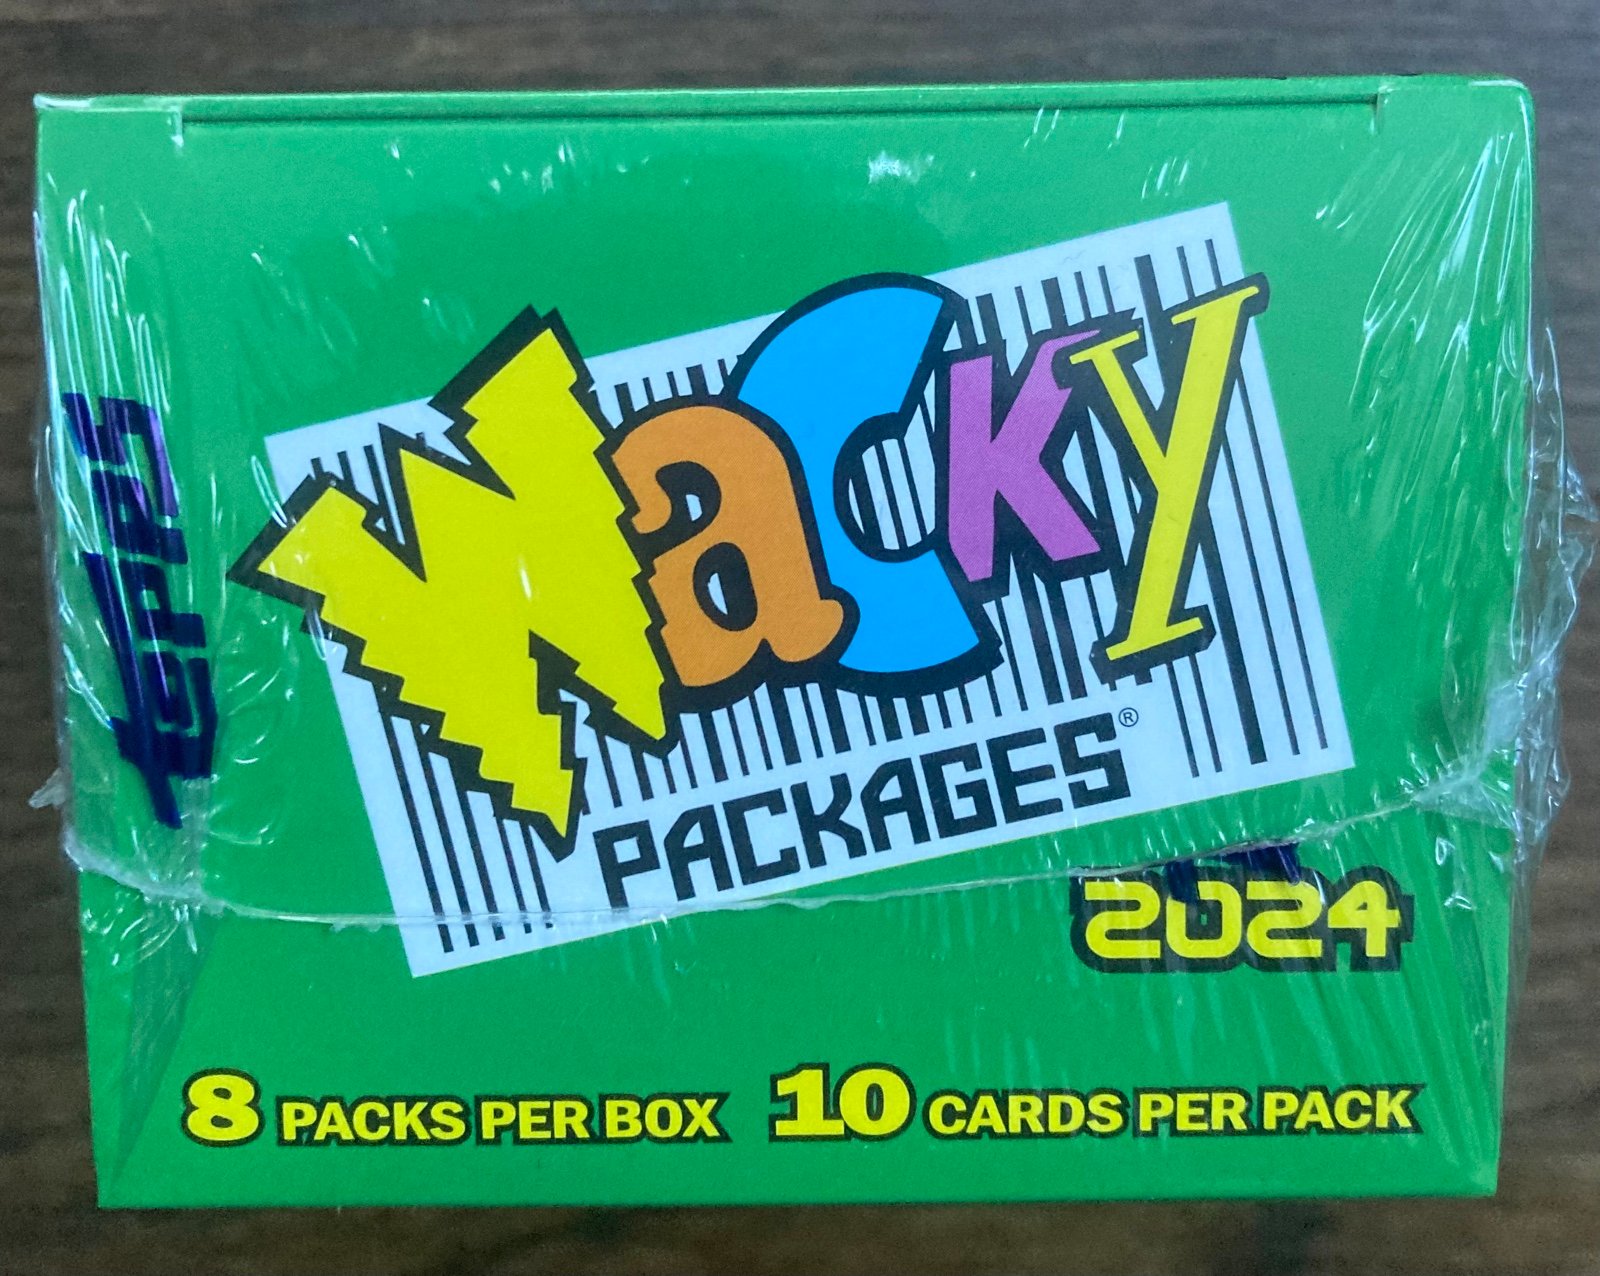 Wacky
PACKAGES®
2024
8 PACKS PER BOX 10 CARDS PER PACK
topps